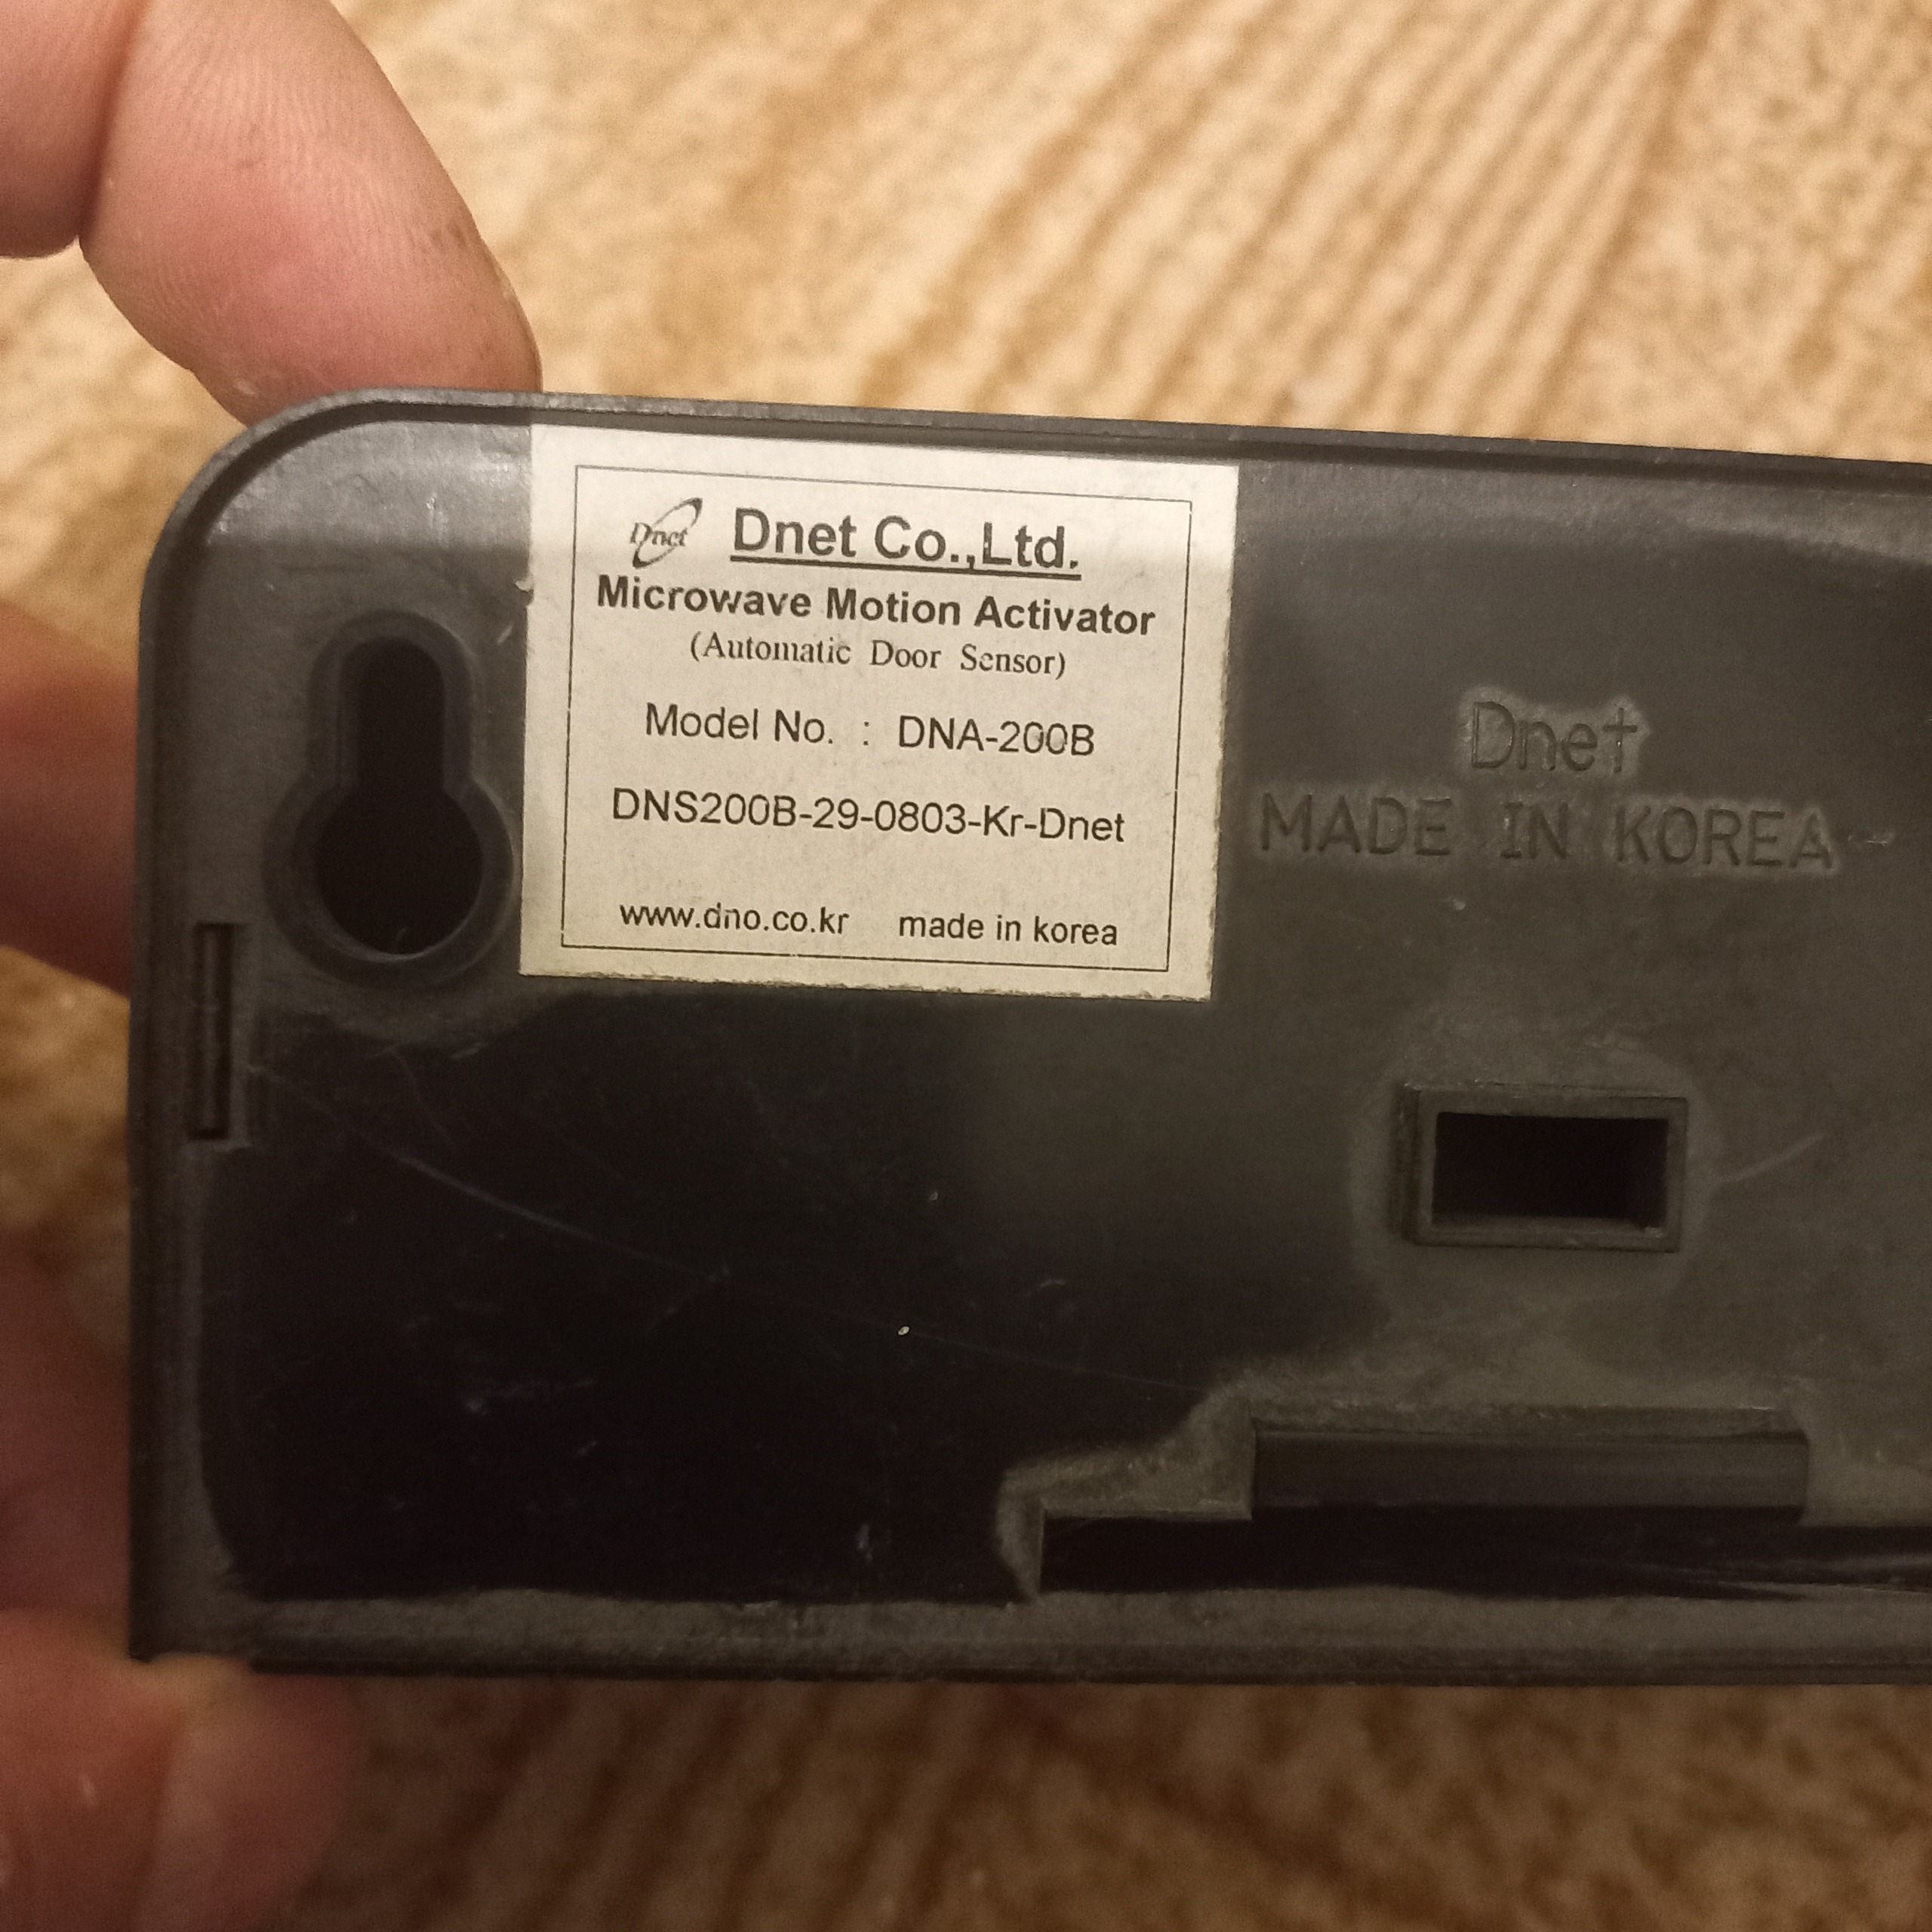 Dnet Dnet Co.,Ltd.
Microwave Motion Activator
(Automatic Door Sensor)
Model No. : DNA-200B
DNS200B-29-0803-Kr-Dnet
www.dno.co.kr made in korea
Dnet
MADE IN KOREA